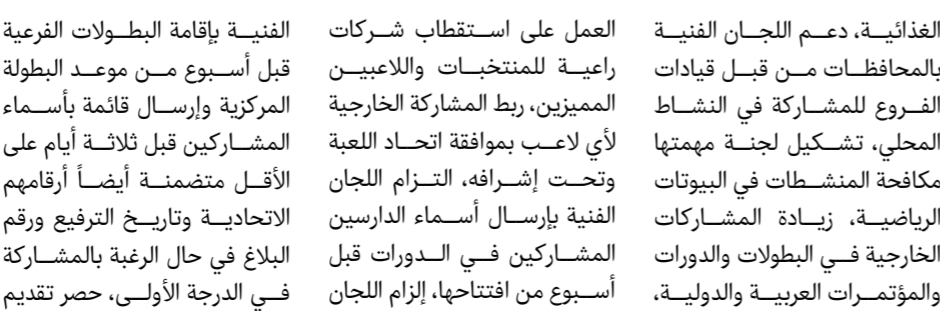 الغذائية، دعم اللجان الفنية
بالمحافظات من قبل قيادات
الفروع للمشاركة في النشاط
المحلي، تشكيل لجنة مهمتها
مكافحة المنشطات في البيوتات
الرياضية، زيادة المشاركات
الخارجية في البطولات والدورات
والمؤتمرات العربية والدولية،
العمل على استقطاب شركات
راعية للمنتخبات واللاعبين
المميزين، ربط المشاركة الخارجية
لأي لاعب بموافقة اتحاد اللعبة
وتحت إشرافه، التزام اللجان
الفنية بإرسال أسماء الدارسين
المشاركين في الدورات قبل
أسبوع من افتتاحها، إلزام اللجان
الفنية بإقامة البطولات الفرعية
قبل أسبوع من موعد البطولة
المركزية وإرسال قائمة بأسماء
المشاركين قبل ثلاثة أيام على
الأقل متضمنة أيضاً أرقامهم
الاتحادية وتاريخ الترفيع ورقم
البلاغ في حال الرغبة بالمشاركة
في الدرجة الأولى، حصر تقديم